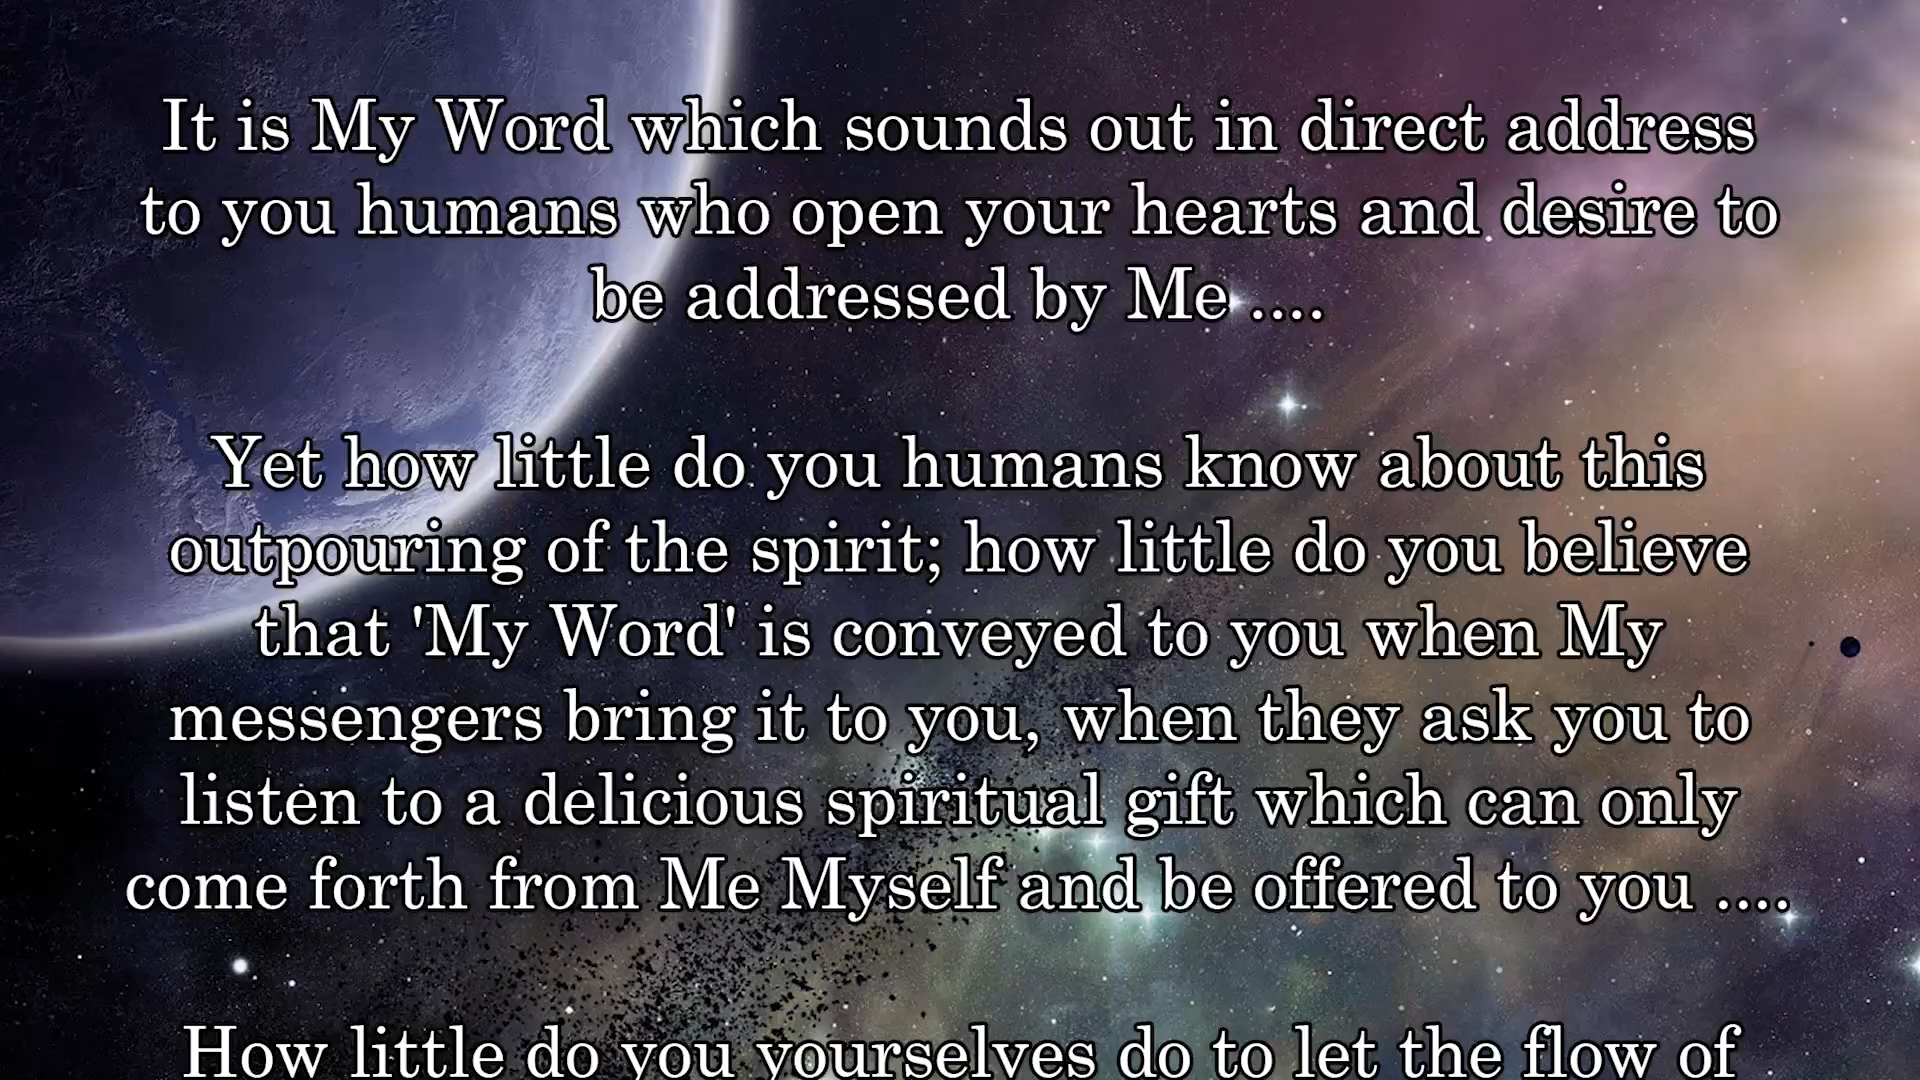 It is My Word which sounds out in direct address
to you humans who open your hearts and desire to
be addressed by Me ....
Yet how little do you humans know about this
outpouring of the spirit; how little do you believe
that 'My Word' is conveyed to you when My
messengers bring it to you, when they ask you to
listen to a delicious spiritual gift which can only
come forth from Me Myself and be offered to you ....
How little do you yourselves do to let the flow of